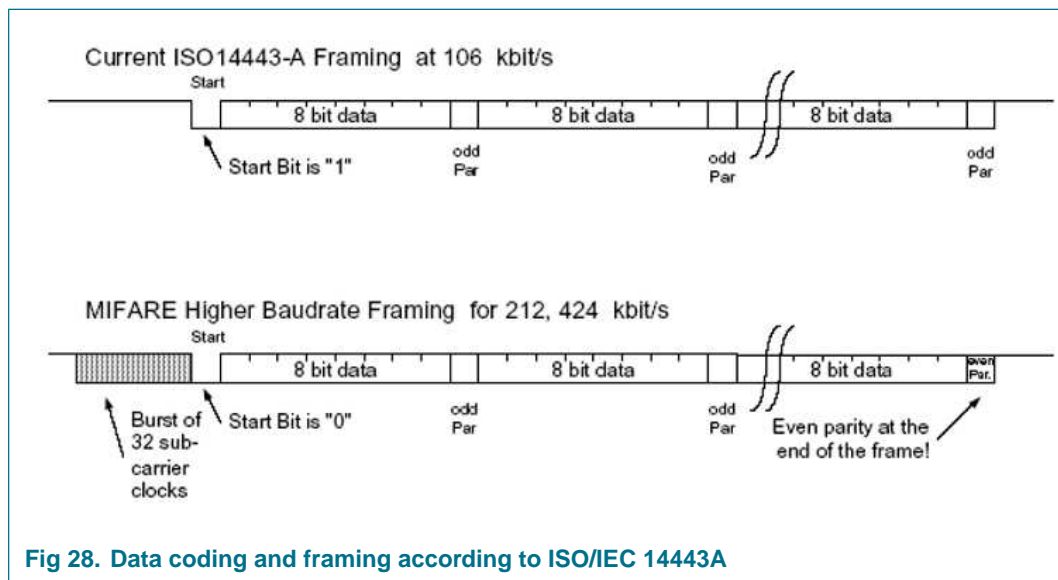 Current ISO14443-A Framing at 106 kbit/s
Start
8 bit data 8 bit data 8 bit data
Start Bit is "1"
odd Par
odd Par
odd Par
MIFARE Higher Baudrate Framing for 212, 424 kbit/s
Start
8 bit data 8 bit data 8 bit data even Par.
Burst of 32 sub-carrier clocks
Start Bit is "0"
odd Par
odd Par
Even parity at the end of the frame!
Fig 28. Data coding and framing according to ISO/IEC 14443A